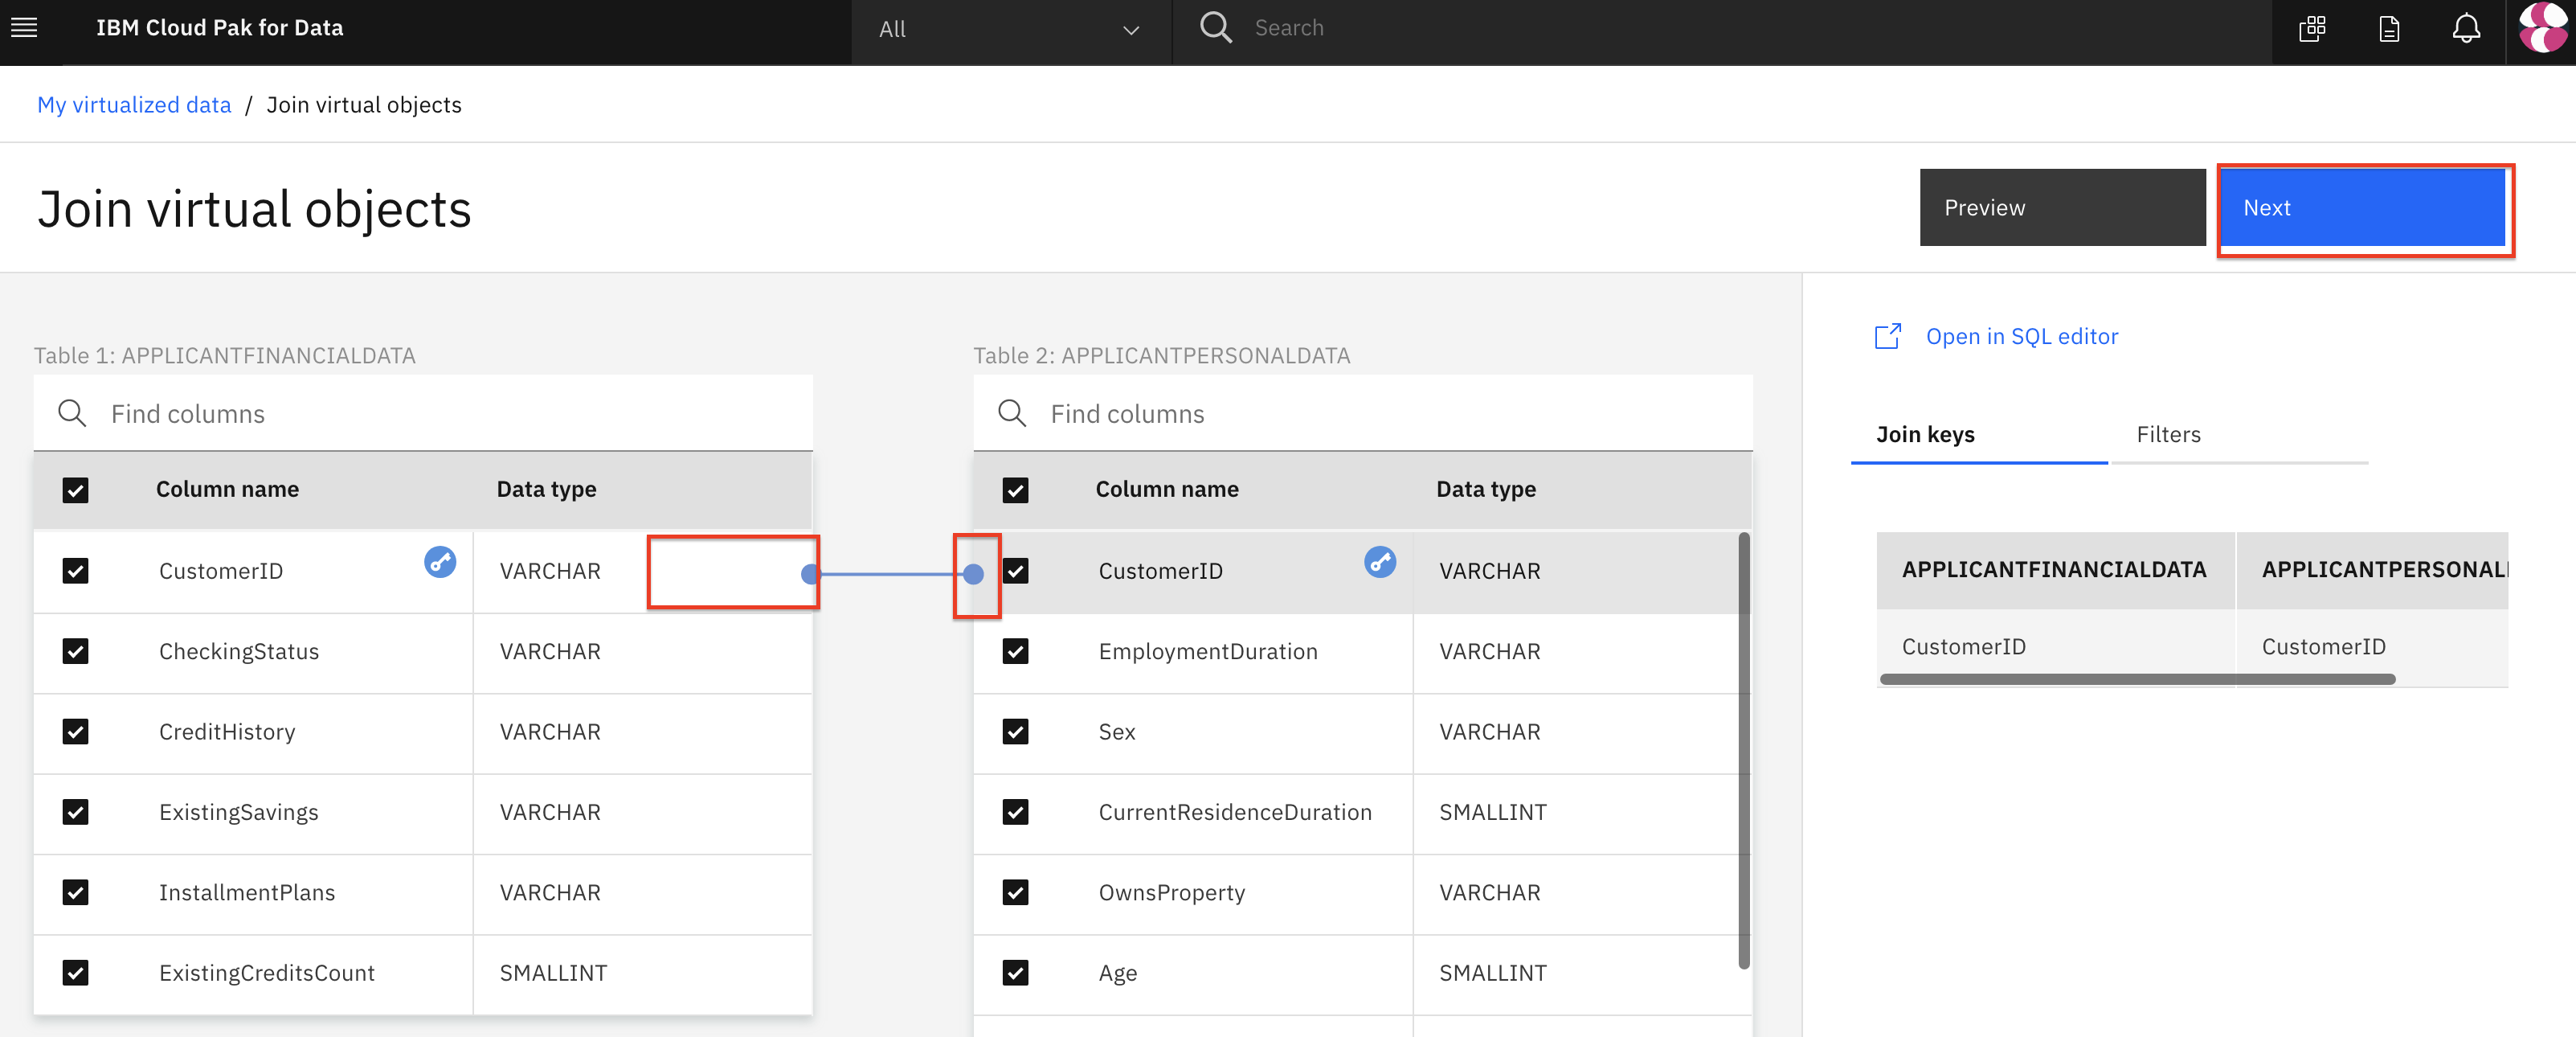 IBM Cloud Pak for Data
All
Search
My virtualized data / Join virtual objects
Join virtual objects
Preview
Next
Table 1: APPLICANTFINANCIALDATA
Find columns
Column name Data type
CustomerID VARCHAR
CheckingStatus VARCHAR
CreditHistory VARCHAR
ExistingSavings VARCHAR
InstallmentPlans VARCHAR
ExistingCreditsCount SMALLINT
Table 2: APPLICANTPERSONALDATA
Find columns
Column name Data type
CustomerID VARCHAR
EmploymentDuration VARCHAR
Sex VARCHAR
CurrentResidenceDuration SMALLINT
OwnsProperty VARCHAR
Age SMALLINT
Open in SQL editor
Join keys Filters
APPLICANTFINANCIALDATA APPLICANTPERSONAL
CustomerID CustomerID